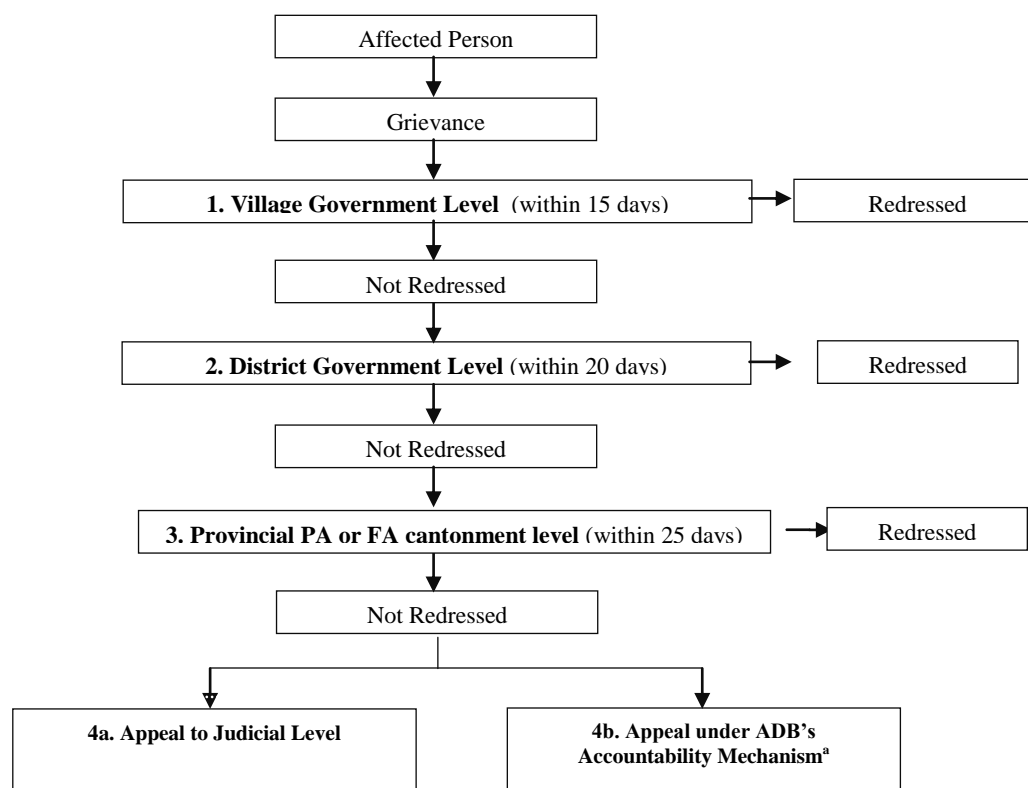 Affected Person
Grievance
1. Village Government Level (within 15 days)
Redressed
Not Redressed
2. District Government Level (within 20 days)
Redressed
Not Redressed
3. Provincial PA or FA cantonment level (within 25 days)
Redressed
Not Redressed
4a. Appeal to Judicial Level
4b. Appeal under ADB’s
Accountability Mechanismᵃ